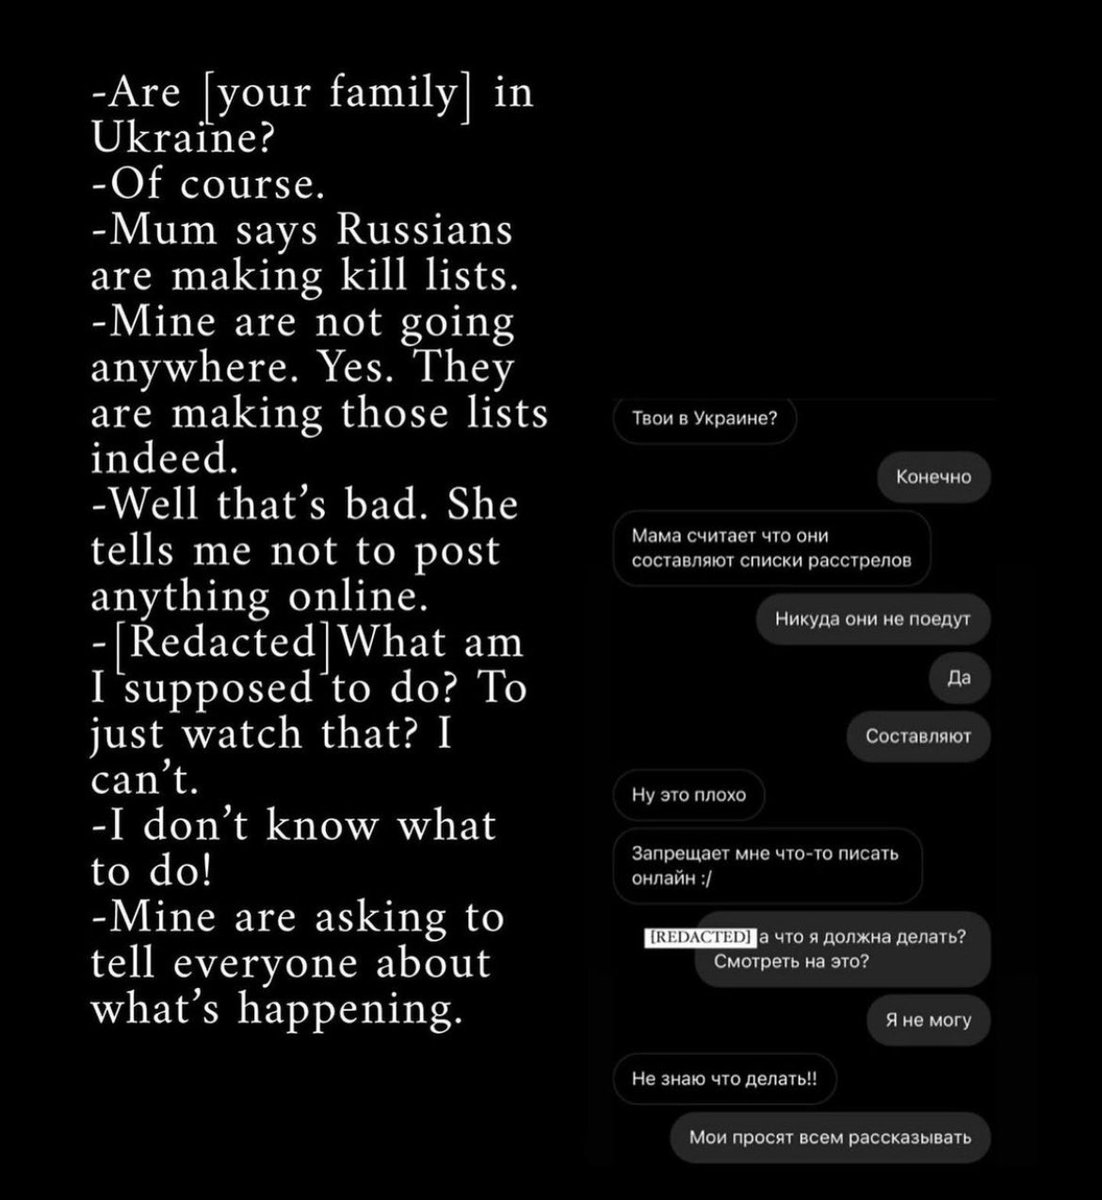 -Are [your family] in
Ukraine?
-Of course.
-Mum says Russians
are making kill lists.
-Mine are not going
anywhere. Yes. They
are making those lists
indeed.
-Well that's bad. She
tells me not to post
anything online.
-[Redacted]What am
I supposed to do? To
just watch that? I
can't.
-I don't know what
to do!
-Mine are asking to
tell everyone about
what's happening.
Твои в Украине?
Конечно
Мама считает что они
составляют списки расстрелов
Никуда они не поедут
Да
Составляют
Ну это плохо
Запрещает мне что-то писать
онлайн :/
[REDACTED] а что я должна делать?
Смотреть на это?
Я не могу
Не знаю что делать!!
Мои просят всем рассказывать